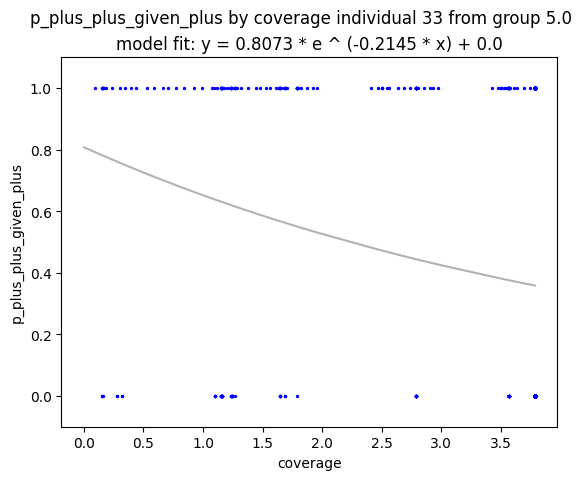 p_plus_plus_given_plus by coverage individual 33 from group 5.0
model fit: y = 0.8073 * e ^ (-0.2145 * x) + 0.0
p_plus_plus_given_plus
1.0
0.8
0.6
0.4
0.2
0.0
0.0 0.5 1.0 1.5 2.0 2.5 3.0 3.5
coverage